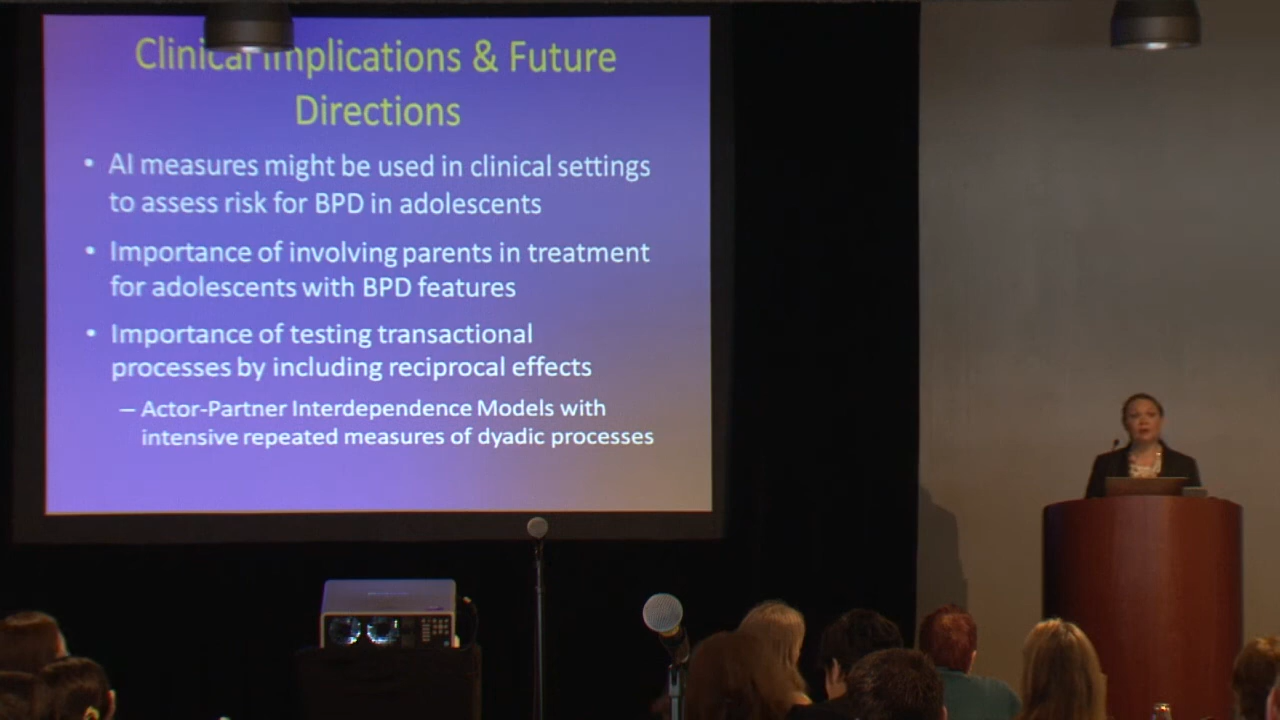 Clinical Implications & Future
Directions
• AI measures might be used in clinical settings
to assess risk for BPD in adolescents
• Importance of involving parents in treatment
for adolescents with BPD features
• Importance of testing transactional
processes by including reciprocal effects
– Actor-Partner Interdependence Models with
intensive repeated measures of dyadic processes